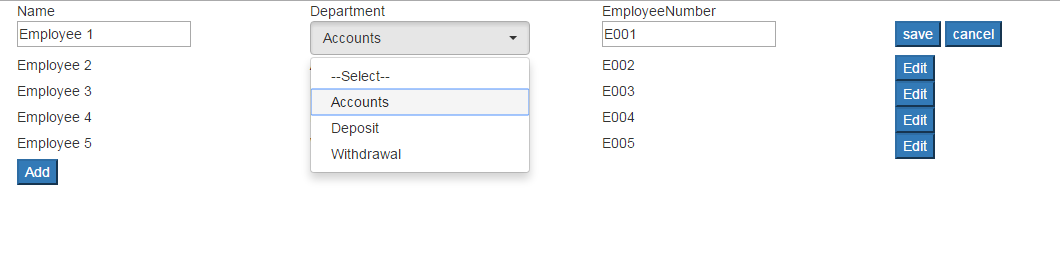 Name Department EmployeeNumber
Employee 1 Accounts E001 save cancel
Employee 2 E002 Edit
--Select--
Employee 3 Accounts E003 Edit
Employee 4 Deposit E004 Edit
Employee 5 Withdrawal E005 Edit
Add